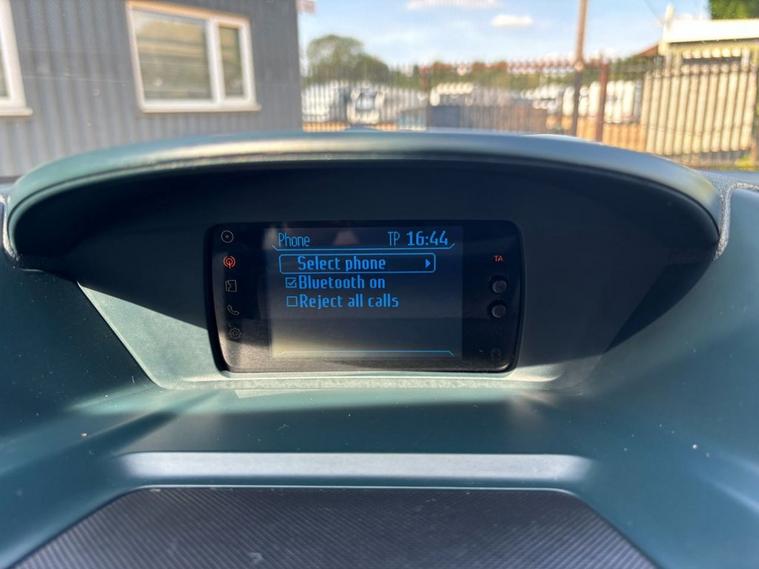 Phone TP 16:44
Select phone
Bluetooth on
Reject all calls
TA